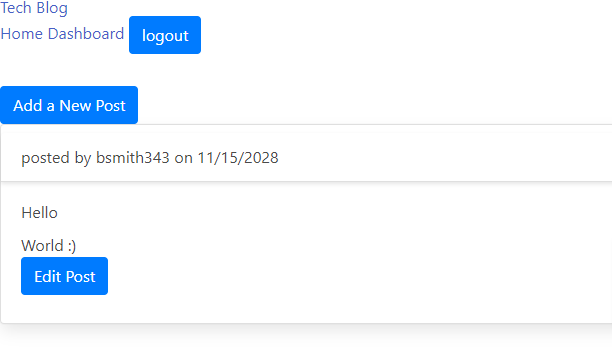 Tech Blog
Home Dashboard logout
Add a New Post
posted by bsmith343 on 11/15/2028
Hello
World :)
Edit Post